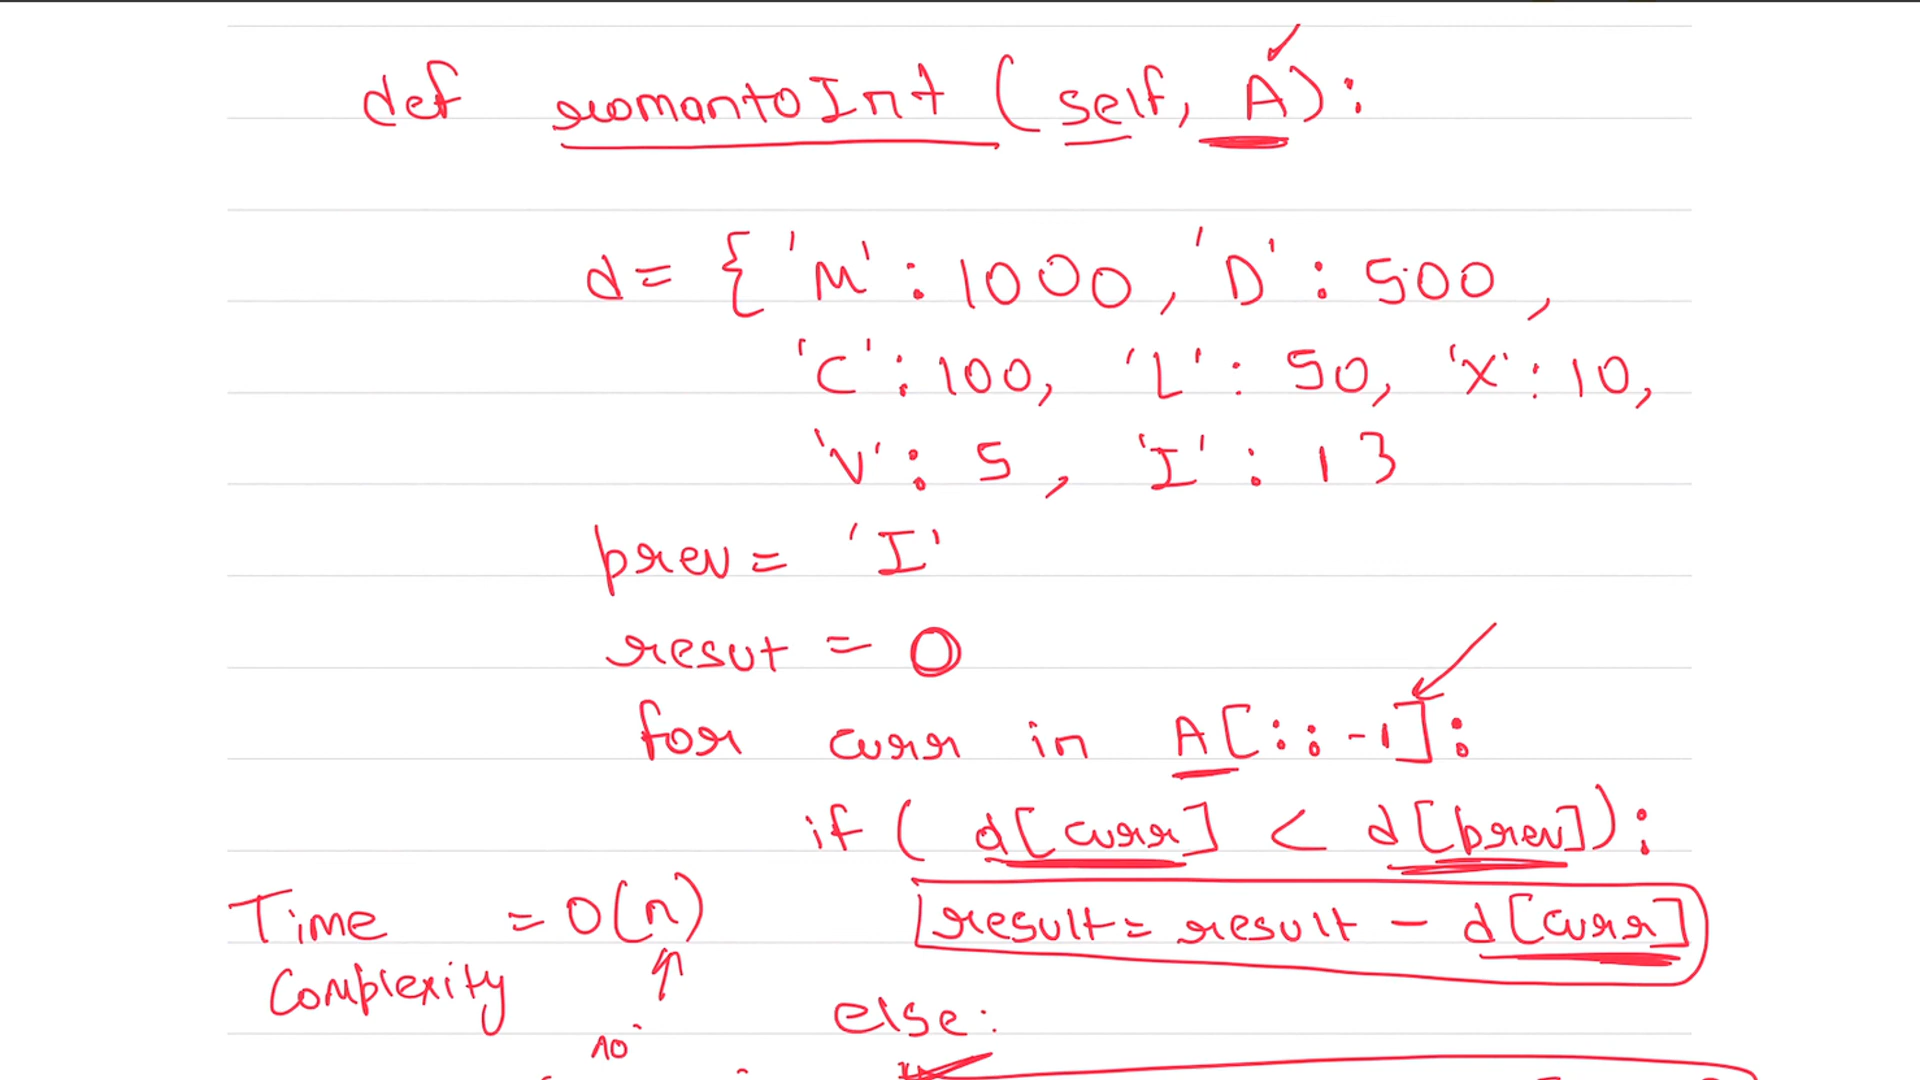 def romantoInt (self, A):
d= {'M': 1000, 'D': 500,
'C': 100, 'L': 50, 'X': 10,
'V': 5, 'I': 1}
prev= 'I'
resut = 0
for curr in A[::-1]:
if ( d[curr] < d[prev]):
result= result - d[curr]
Time = O(n)
Complexity
else:
no